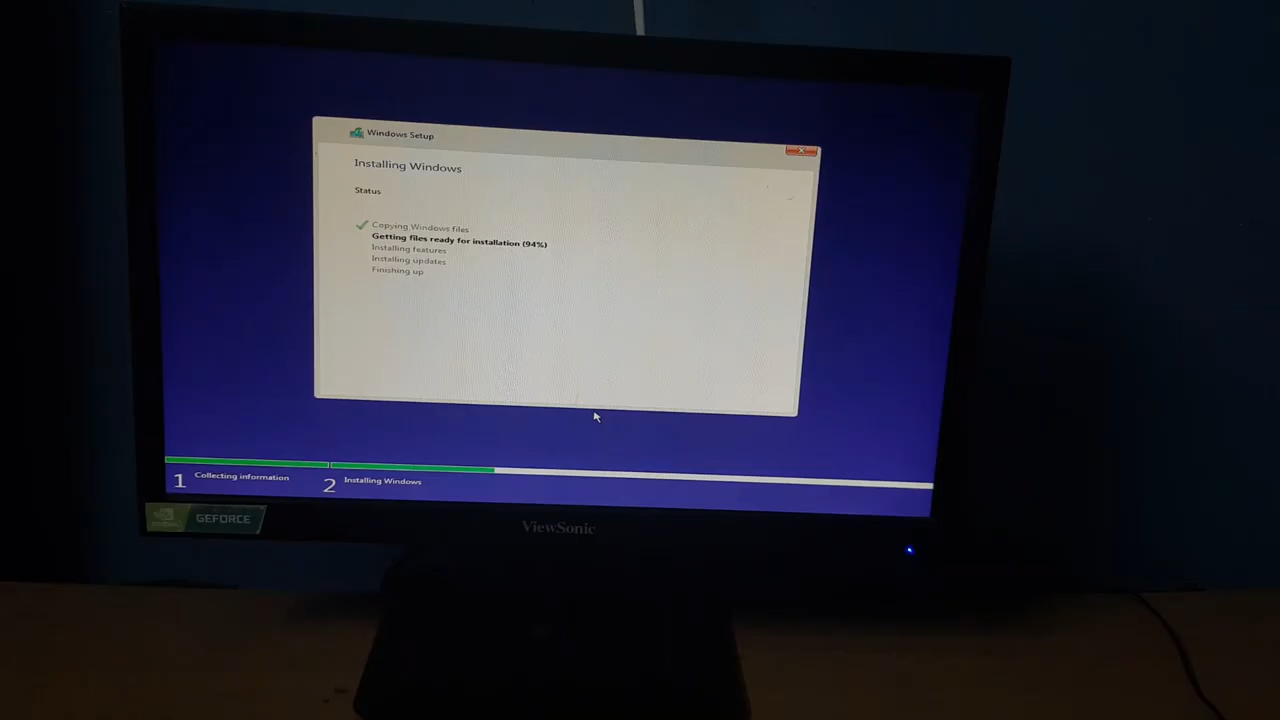 Windows Setup
Installing Windows
Status
Copying Windows files
Getting files ready for installation (94%)
Installing features
Installing updates
Finishing up
1 Collecting information
2 Installing Windows
GEFORCE
ViewSonic